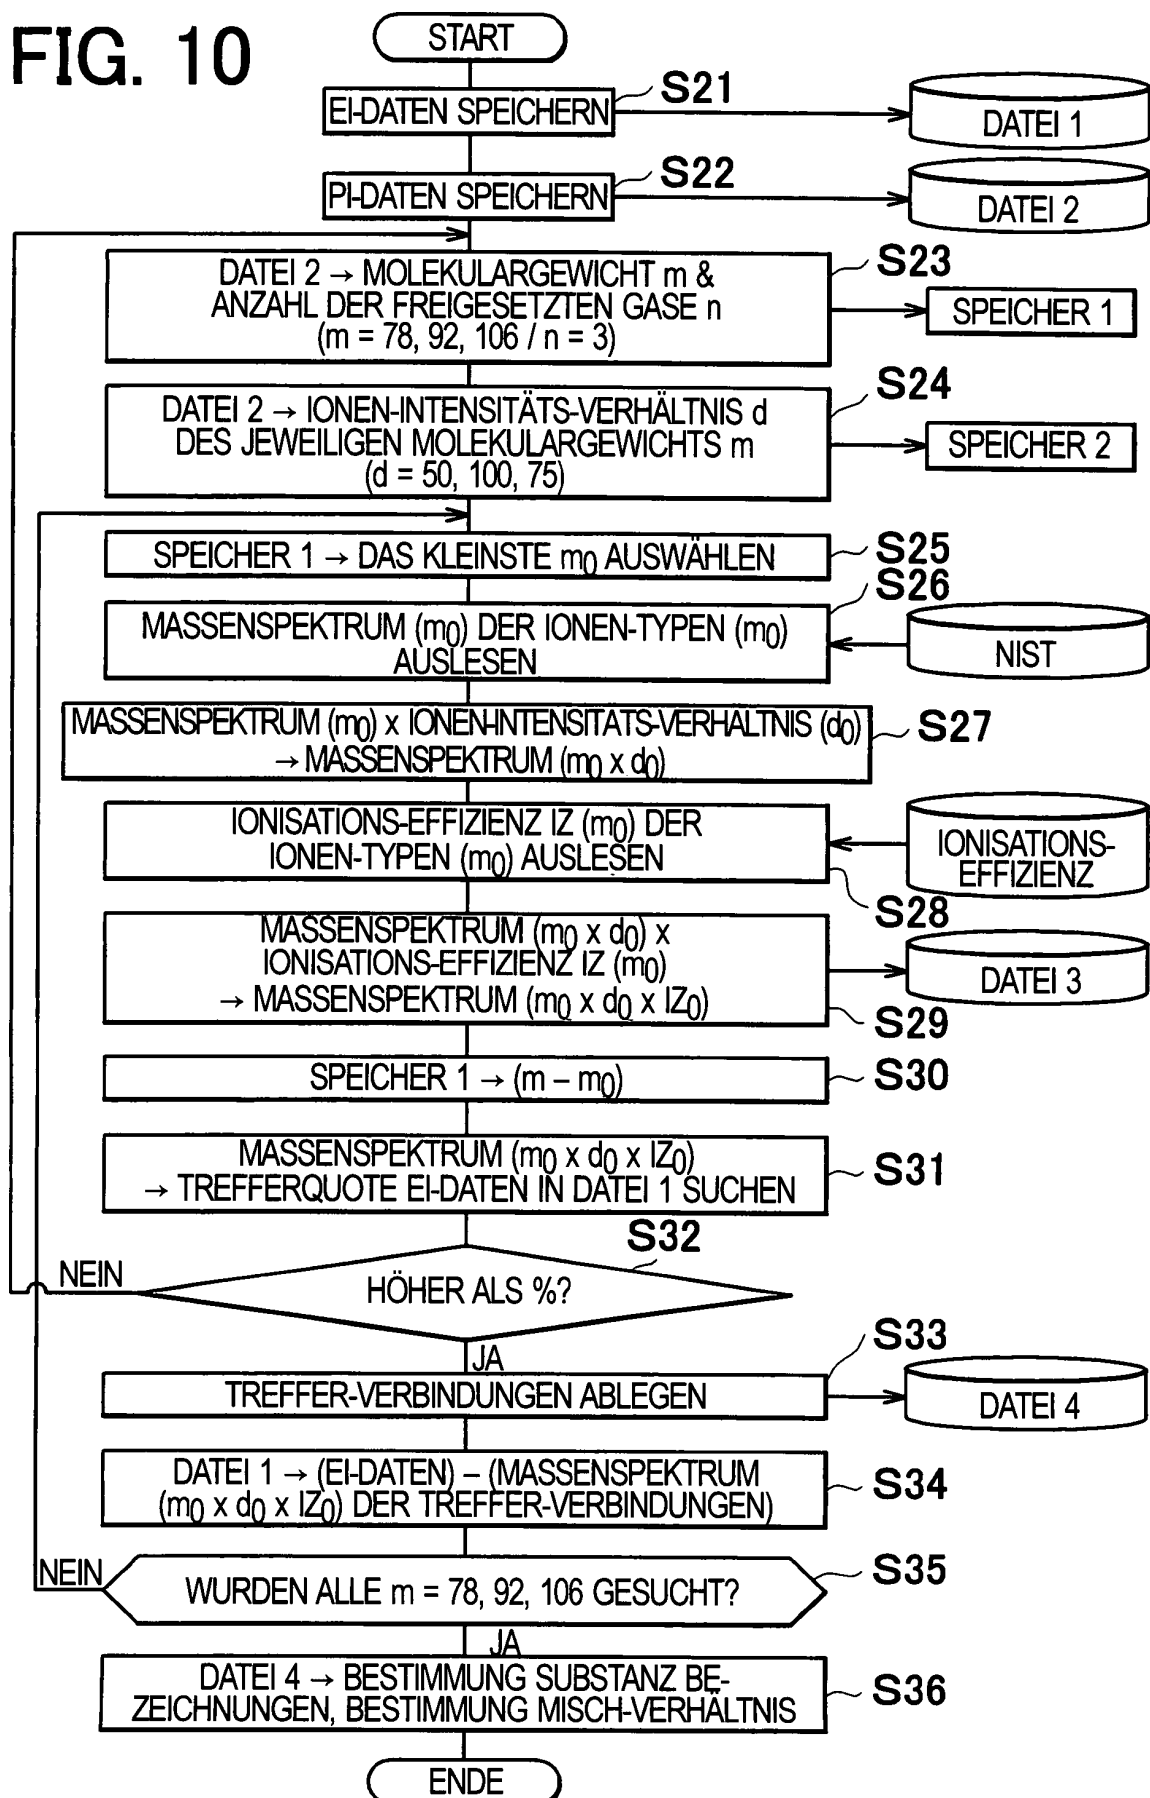 FIG. 10
START
EI-DATEN SPEICHERN
S21
DATEI 1
PI-DATEN SPEICHERN
S22
DATEI 2
DATEI 2 → MOLEKULARGEWICHT m &
ANZAHL DER FREIGESETZTEN GASE n
(m = 78, 92, 106 / n = 3)
S23
SPEICHER 1
DATEI 2 → IONEN-INTENSITÄTS-VERHÄLTNIS d
DES JEWEILIGEN MOLEKULARGEWICHTS m
(d = 50, 100, 75)
S24
SPEICHER 2
SPEICHER 1 → DAS KLEINSTE m₀ AUSWÄHLEN
S25
MASSENSPEKTRUM (m₀) DER IONEN-TYPEN (m₀)
AUSLESEN
S26
NIST
MASSENSPEKTRUM (m₀) x IONEN-INTENSITATS-VERHALTNIS (d₀)
→ MASSENSPEKTRUM (m₀ x d₀)
S27
IONISATIONS-EFFIZIENZ IZ (m₀) DER
IONEN-TYPEN (m₀) AUSLESEN
S28
IONISATIONS-
EFFIZIENZ
MASSENSPEKTRUM (m₀ x d₀) x
IONISATIONS-EFFIZIENZ IZ (m₀)
→ MASSENSPEKTRUM (m₀ x d₀ x IZ₀)
S29
DATEI 3
SPEICHER 1 → (m – m₀)
S30
MASSENSPEKTRUM (m₀ x d₀ x IZ₀)
→ TREFFERQUOTE EI-DATEN IN DATEI 1 SUCHEN
S31
S32
NEIN
HÖHER ALS %?
JA
TREFFER-VERBINDUNGEN ABLEGEN
S33
DATEI 4
DATEI 1 → (EI-DATEN) – (MASSENSPEKTRUM
(m₀ x d₀ x IZ₀) DER TREFFER-VERBINDUNGEN)
S34
NEIN
WURDEN ALLE m = 78, 92, 106 GESUCHT?
S35
JA
DATEI 4 → BESTIMMUNG SUBSTANZ BE-
ZEICHNUNGEN, BESTIMMUNG MISCH-VERHÄLTNIS
S36
ENDE